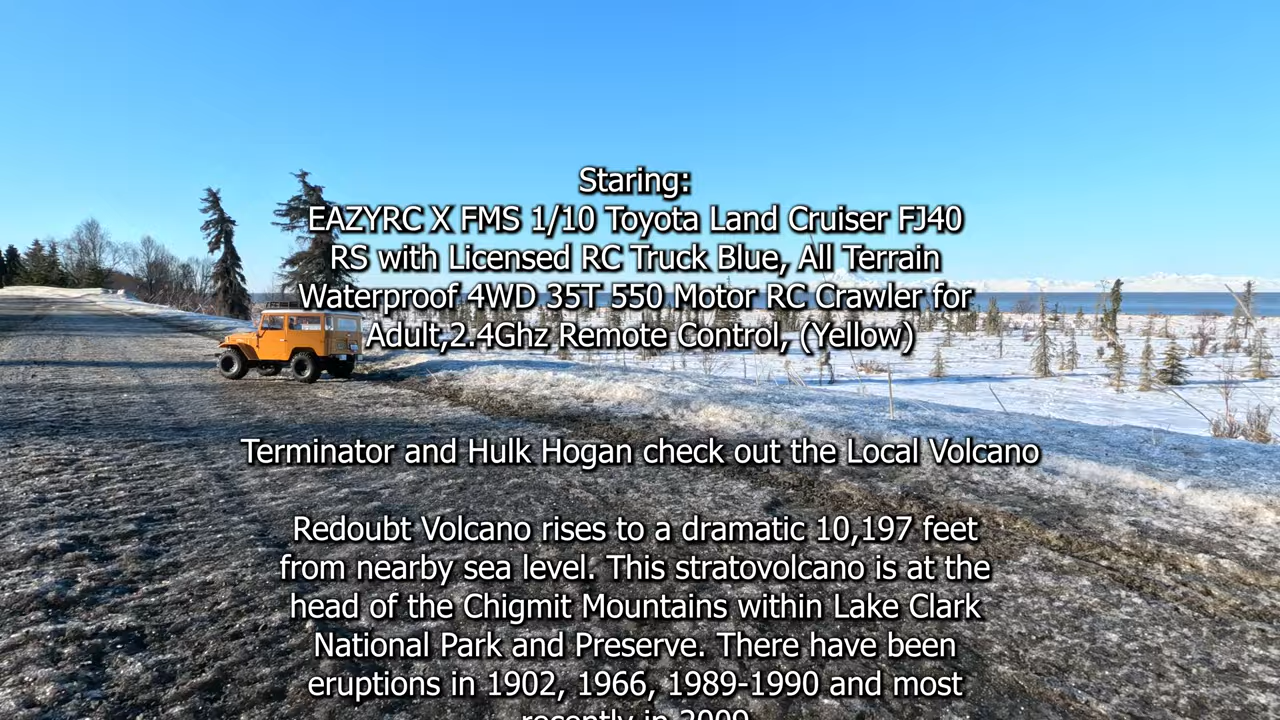 Staring:
EAZYRC X FMS 1/10 Toyota Land Cruiser FJ40
RS with Licensed RC Truck Blue, All Terrain
Waterproof 4WD 35T 550 Motor RC Crawler for
Adult,2.4Ghz Remote Control, (Yellow)
Terminator and Hulk Hogan check out the Local Volcano
Redoubt Volcano rises to a dramatic 10,197 feet
from nearby sea level. This stratovolcano is at the
head of the Chigmit Mountains within Lake Clark
National Park and Preserve. There have been
eruptions in 1902, 1966, 1989-1990 and most
recently in 2009